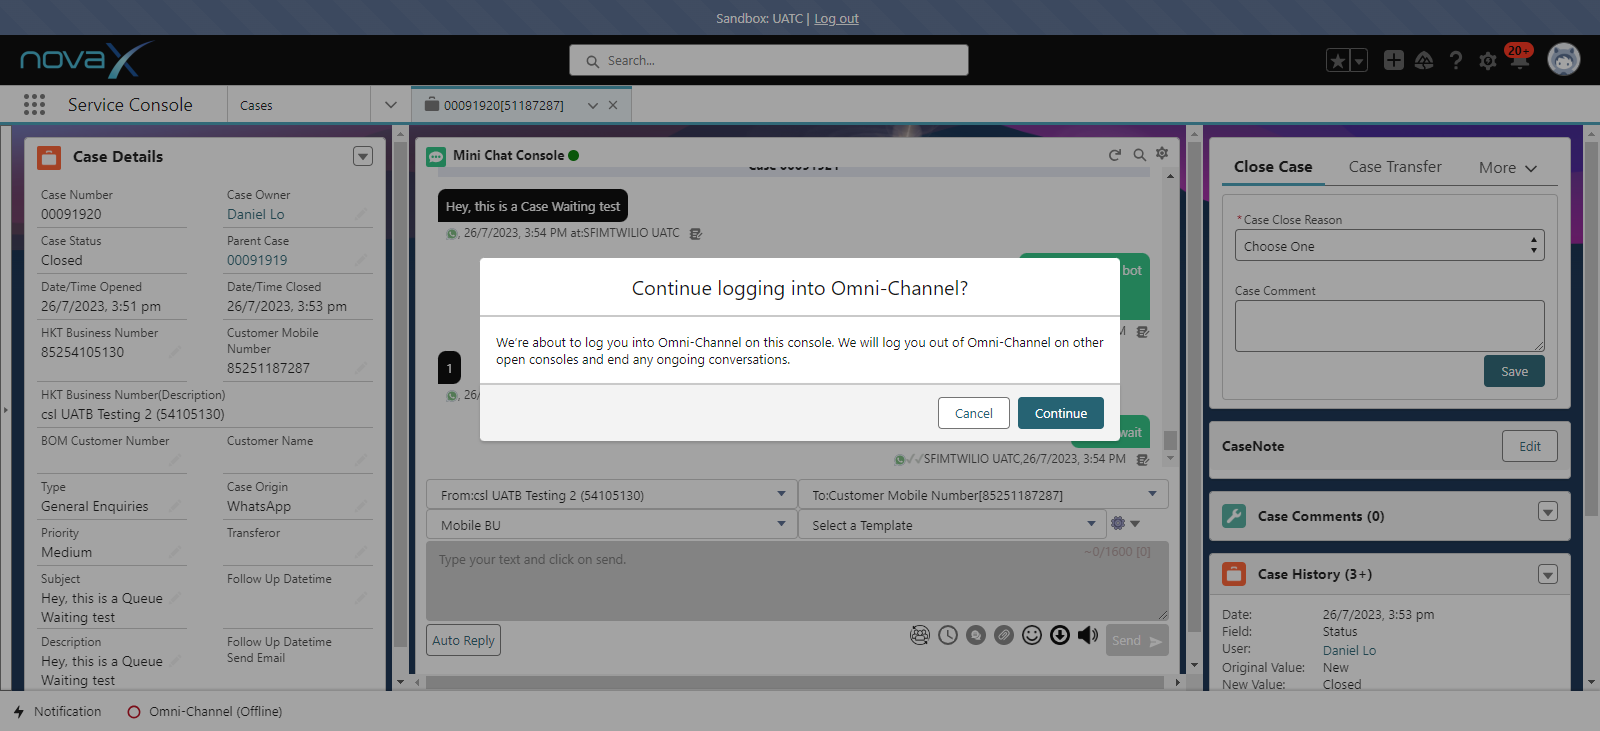 Sandbox: UATC | Log out
novaX
Search...
20+
Service Console
Cases
00091920[51187287]
Case Details
Case Number
00091920
Case Owner
Daniel Lo
Case Status
Closed
Parent Case
00091919
Date/Time Opened
26/7/2023, 3:51 pm
Date/Time Closed
26/7/2023, 3:53 pm
HKT Business Number
85254105130
Customer Mobile
Number
85251187287
HKT Business Number(Description)
csl UATB Testing 2 (54105130)
BOM Customer Number
Customer Name
Type
General Enquiries
Case Origin
WhatsApp
Priority
Medium
Transferor
Subject
Hey, this is a Queue
Waiting test
Follow Up Datetime
Description
Hey, this is a Queue
Waiting test
Follow Up Datetime
Send Email
Mini Chat Console
Hey, this is a Case Waiting test
, 26/7/2023, 3:54 PM at:SFIMTWILIO UATC
bot
M
1
, 26/
wait
SFIMTWILIO UATC,26/7/2023, 3:54 PM
Continue logging into Omni-Channel?
We're about to log you into Omni-Channel on this console. We will log you out of Omni-Channel on other
open consoles and end any ongoing conversations.
Cancel
Continue
From:csl UATB Testing 2 (54105130)
To:Customer Mobile Number[85251187287]
Mobile BU
Select a Template
Type your text and click on send.
~0/1600 [0]
Auto Reply
Send
Close Case
Case Transfer
More
*Case Close Reason
Choose One
Case Comment
Save
CaseNote
Edit
Case Comments (0)
Case History (3+)
Date: 26/7/2023, 3:53 pm
Field: Status
User: Daniel Lo
Original Value: New
New Value: Closed
Notification
Omni-Channel (Offline)